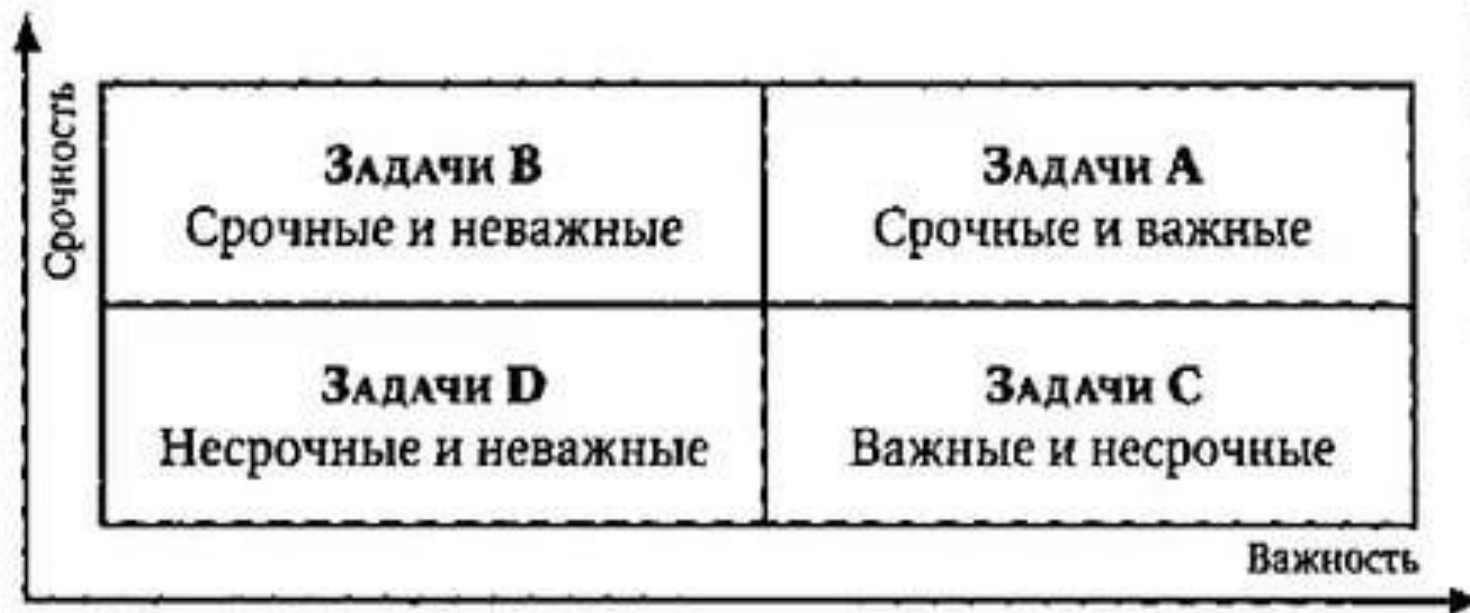 Срочность
Задачи B
Срочные и неважные
Задачи A
Срочные и важные
Задачи D
Несрочные и неважные
Задачи C
Важные и несрочные
Важность